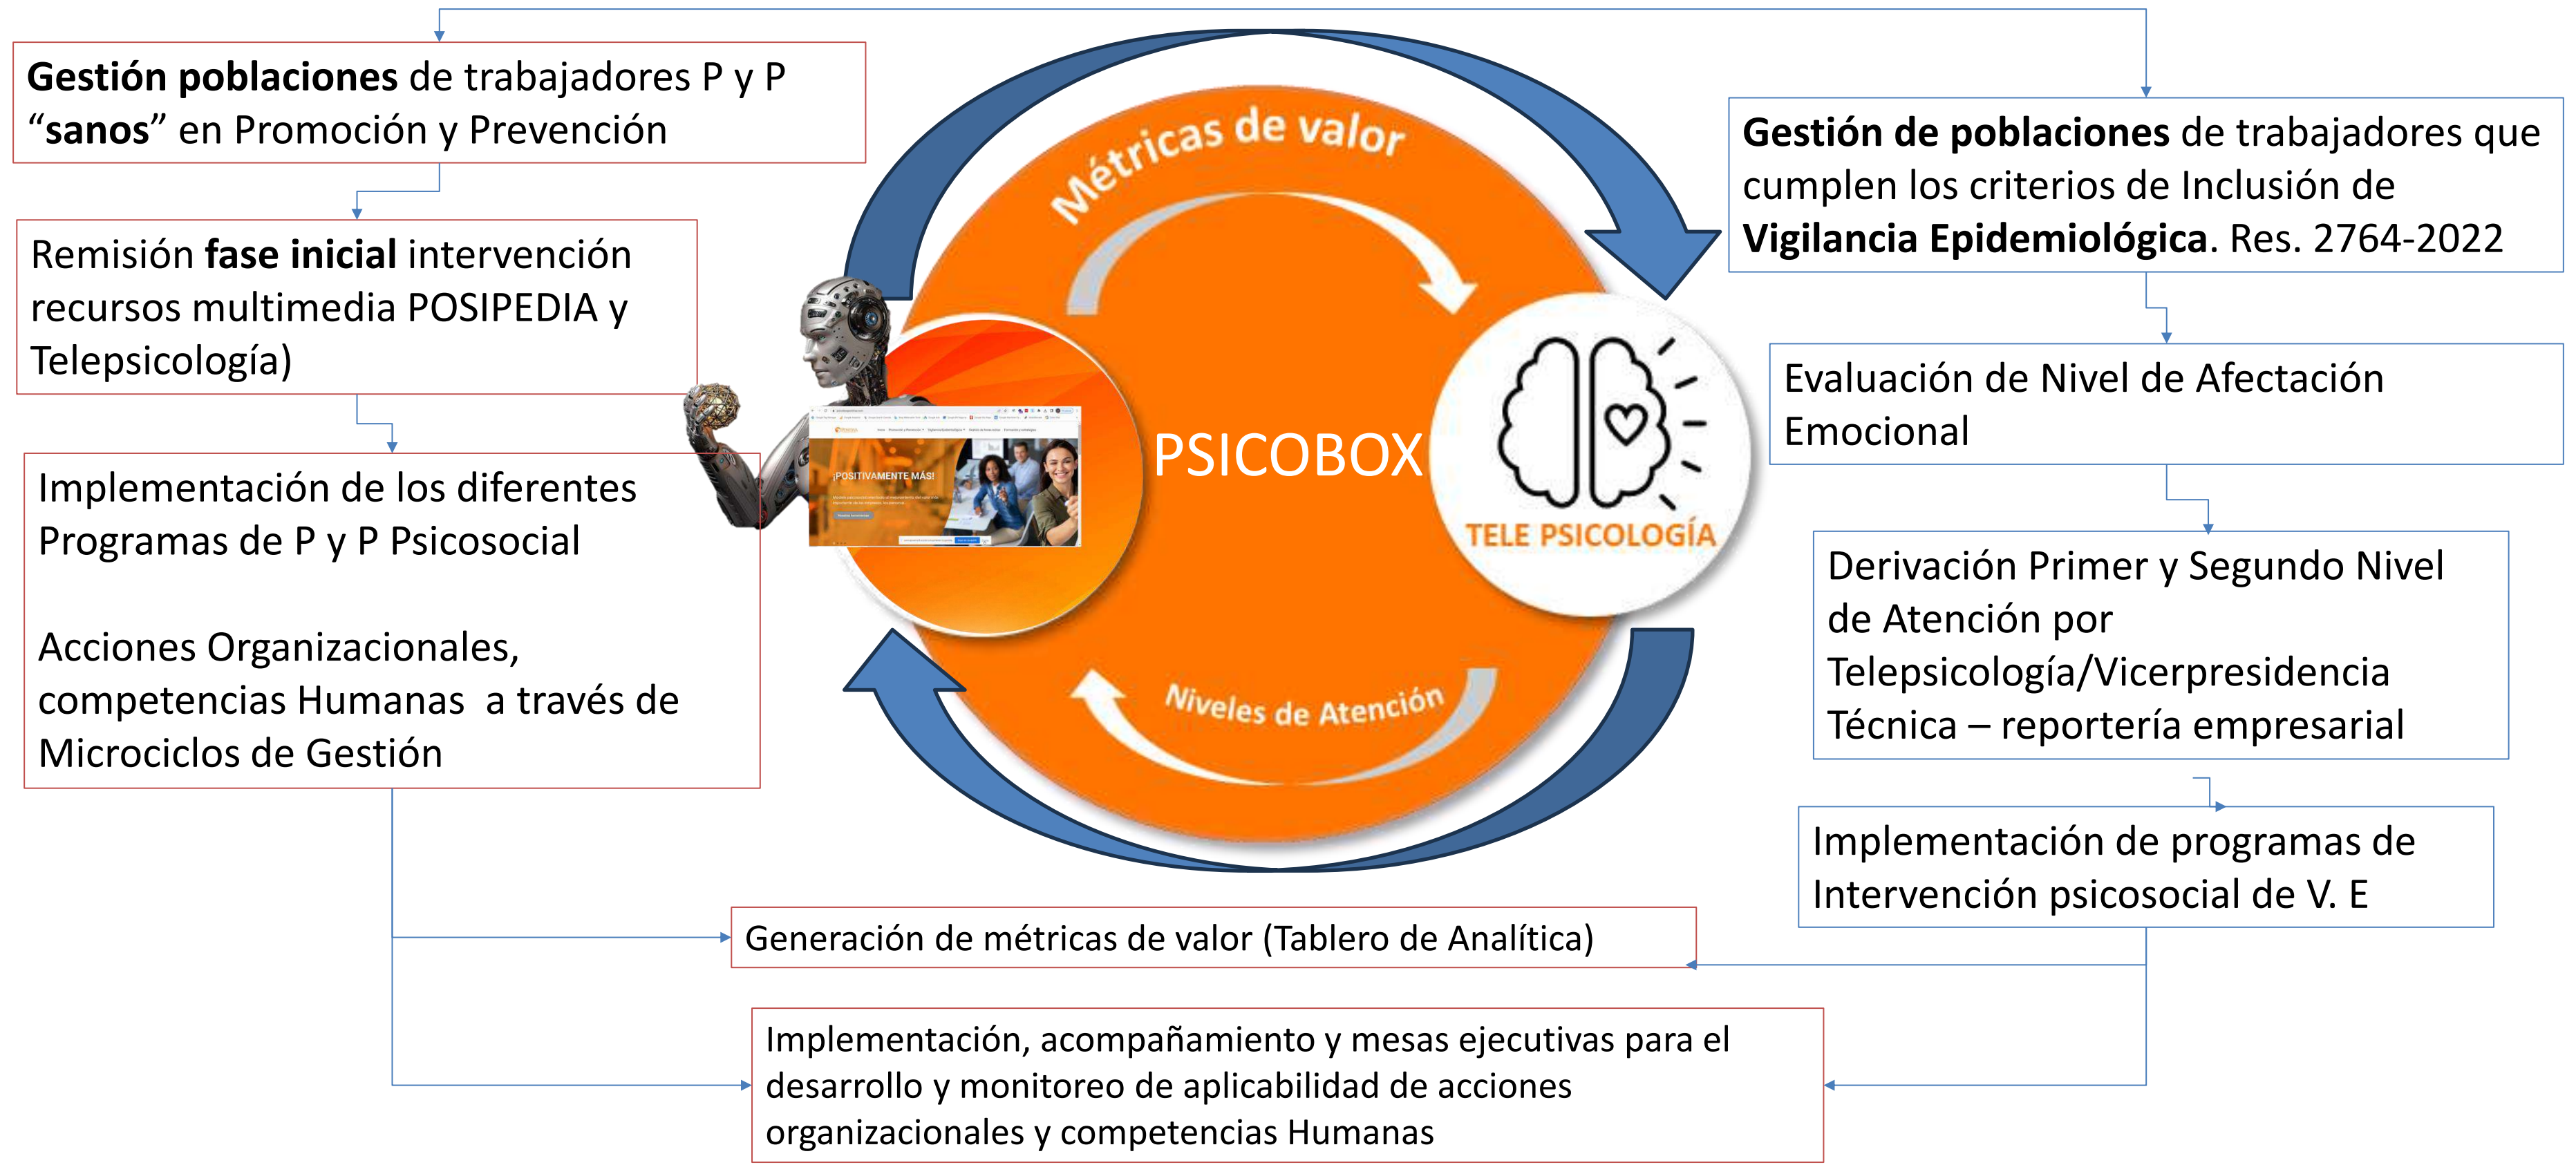 Gestión poblaciones de trabajadores P y P
“sanos” en Promoción y Prevención
Remisión fase inicial intervención
recursos multimedia POSIPEDIA y
Telepsicología)
Implementación de los diferentes
Programas de P y P Psicosocial
Acciones Organizacionales,
competencias Humanas a través de
Microciclos de Gestión
Métricas de valor
¡POSITIVAMENTE MÁS!
PSICOBOX
TELE PSICOLOGÍA
Niveles de Atención
Gestión de poblaciones de trabajadores que
cumplen los criterios de Inclusión de
Vigilancia Epidemiológica. Res. 2764-2022
Evaluación de Nivel de Afectación
Emocional
Derivación Primer y Segundo Nivel
de Atención por
Telepsicología/Vicerpresidencia
Técnica – reportería empresarial
Implementación de programas de
Intervención psicosocial de V. E
Generación de métricas de valor (Tablero de Analítica)
Implementación, acompañamiento y mesas ejecutivas para el
desarrollo y monitoreo de aplicabilidad de acciones
organizacionales y competencias Humanas